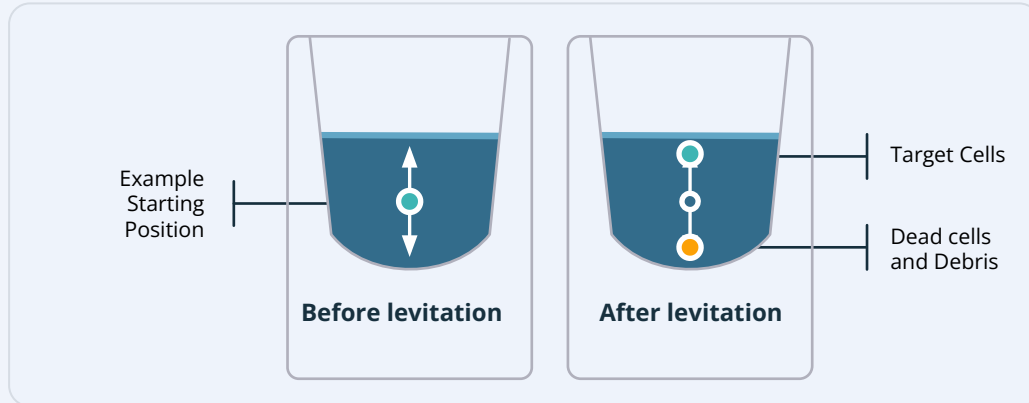 Example
Starting
Position
Target Cells
Dead cells
and Debris
Before levitation
After levitation